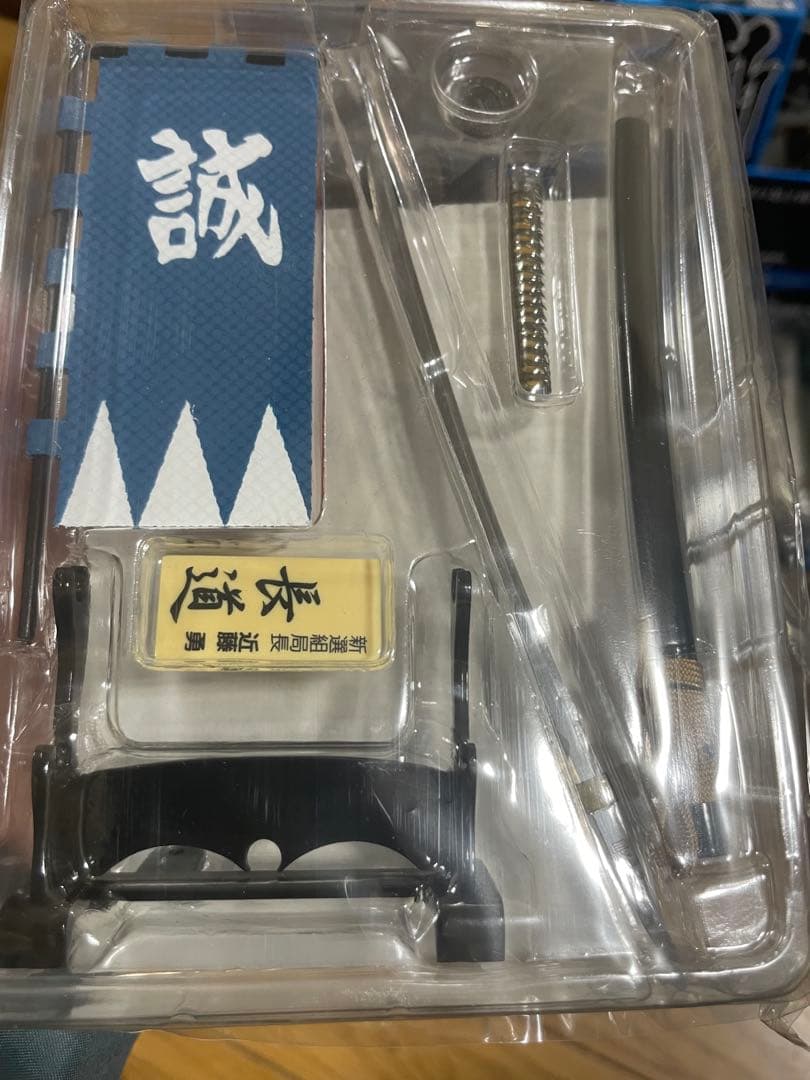 誠
長道
新選組局長 近藤 勇